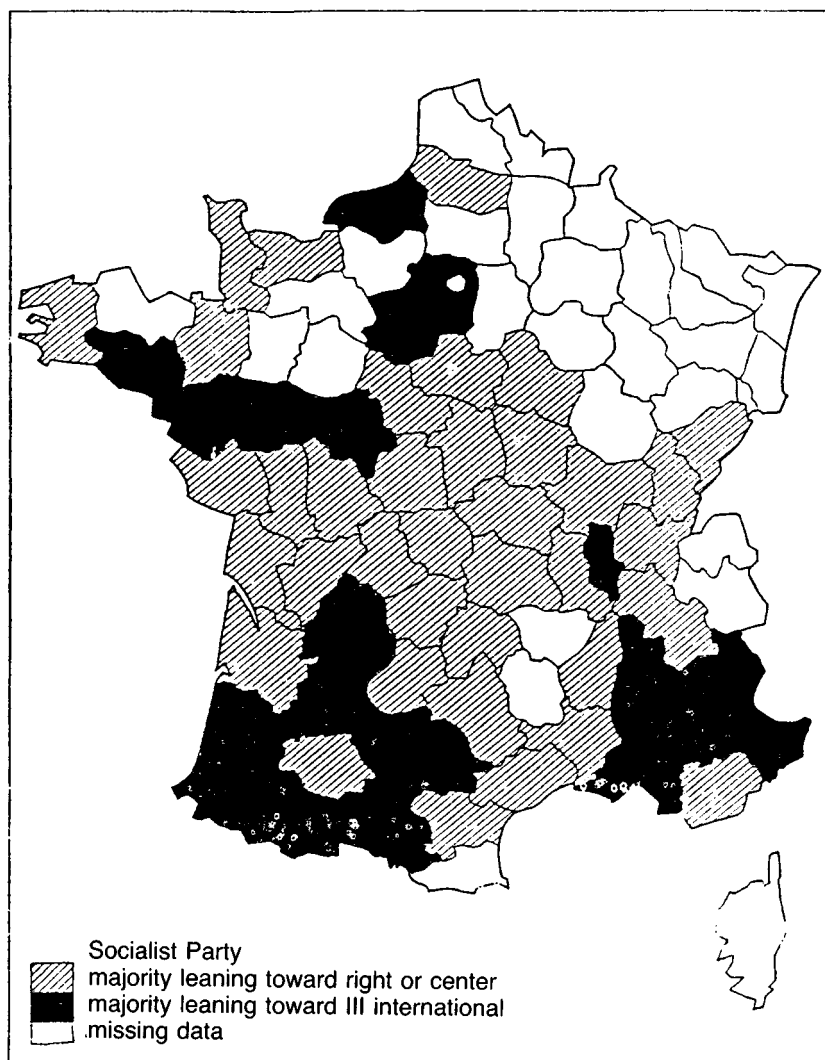 Socialist Party
majority leaning toward right or center
majority leaning toward III international
missing data